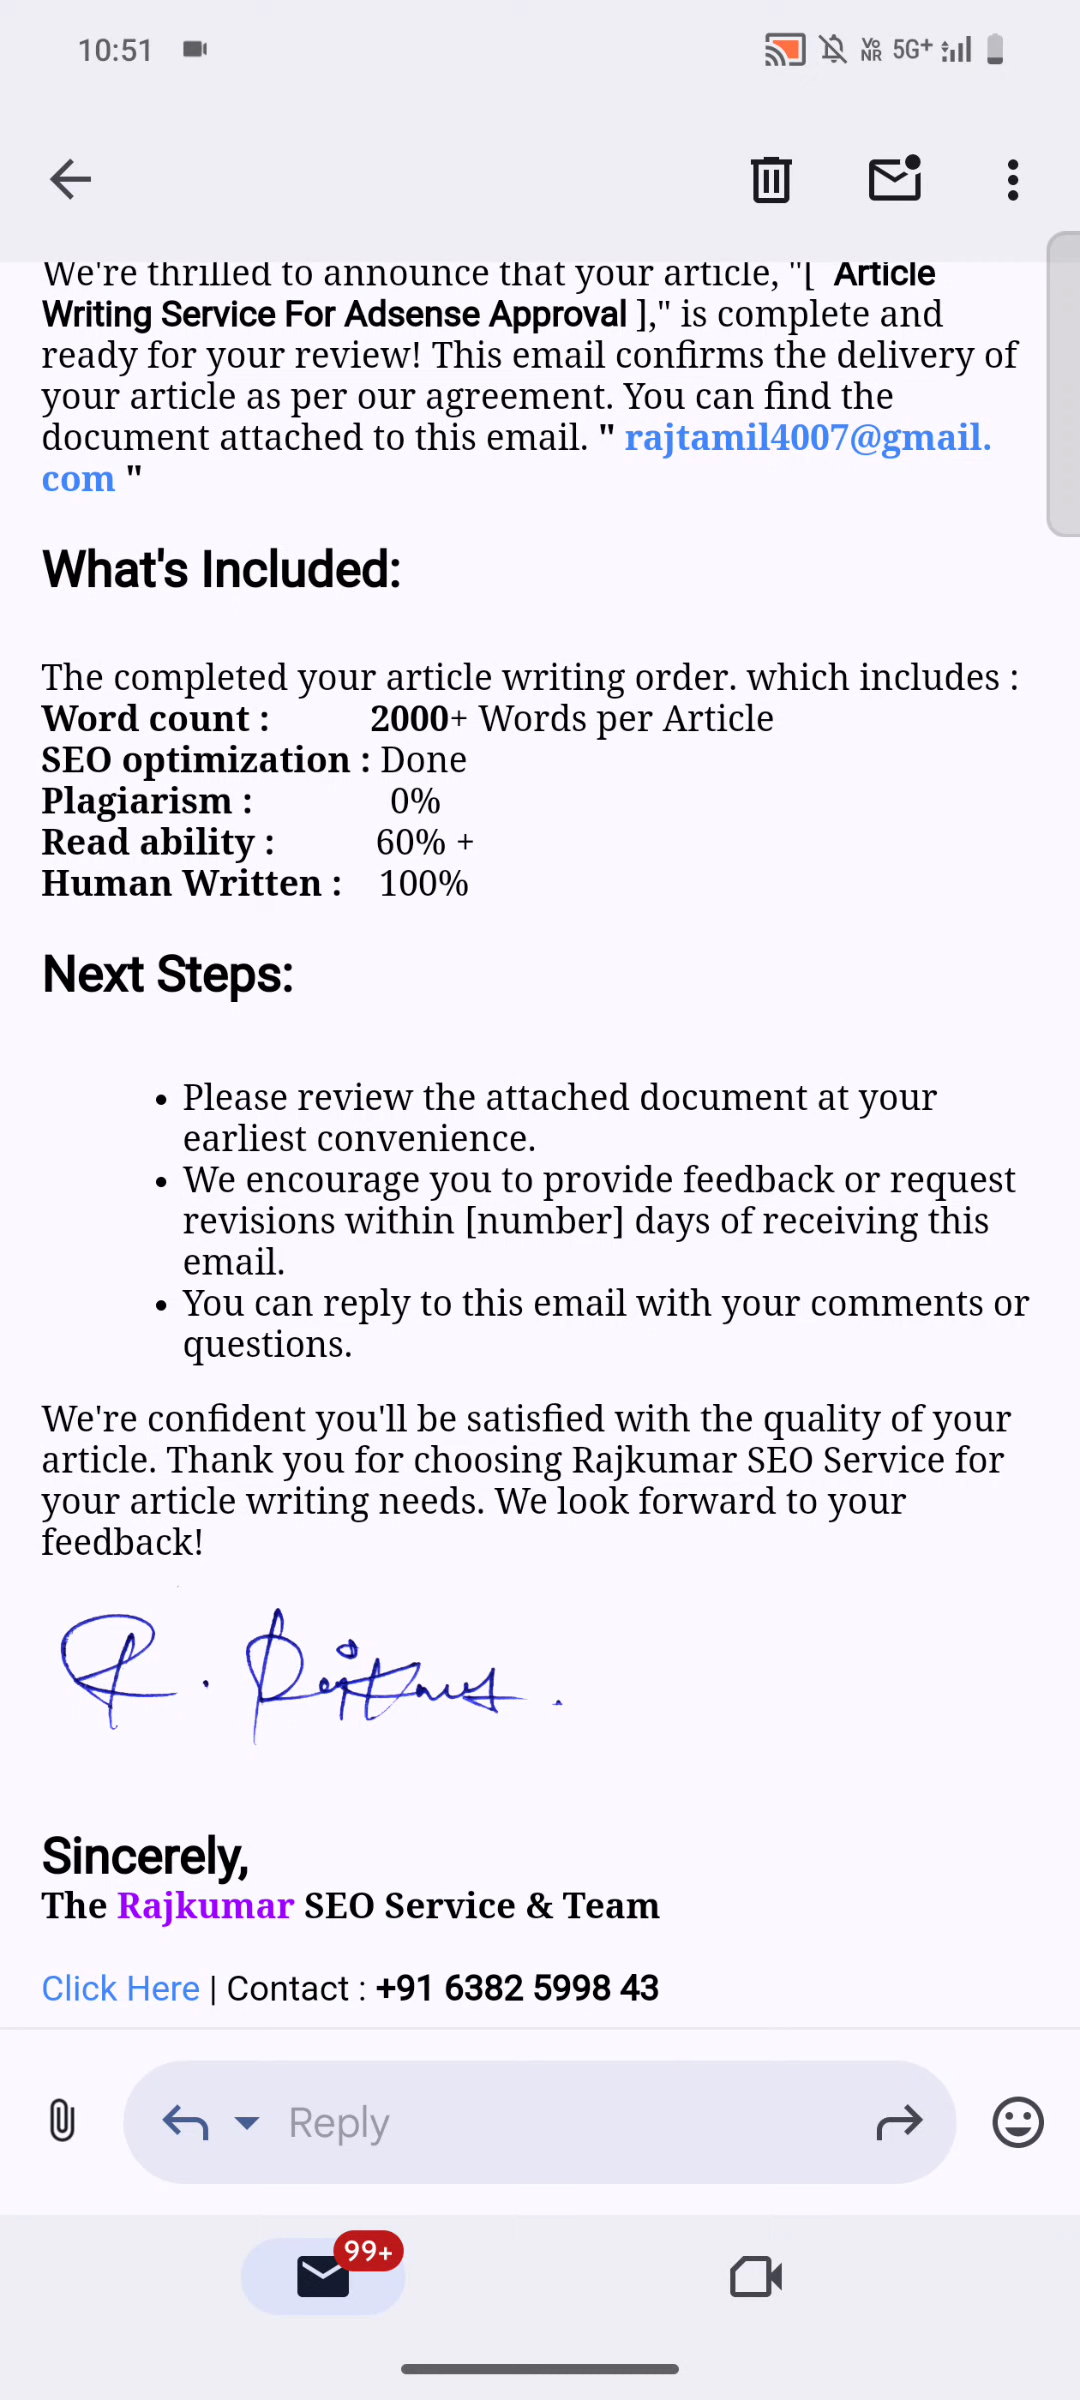 10:51
Vo NR 5G+
We're thrilled to announce that your article, "[ Article
Writing Service For Adsense Approval ]," is complete and
ready for your review! This email confirms the delivery of
your article as per our agreement. You can find the
document attached to this email. " rajtamil4007@gmail.
com "
What's Included:
The completed your article writing order. which includes :
Word count : 2000+ Words per Article
SEO optimization : Done
Plagiarism : 0%
Read ability : 60% +
Human Written : 100%
Next Steps:
• Please review the attached document at your
earliest convenience.
• We encourage you to provide feedback or request
revisions within [number] days of receiving this
email.
• You can reply to this email with your comments or
questions.
We're confident you'll be satisfied with the quality of your
article. Thank you for choosing Rajkumar SEO Service for
your article writing needs. We look forward to your
feedback!
R. Rajkumar.
Sincerely,
The Rajkumar SEO Service & Team
Click Here | Contact : +91 6382 5998 43
Reply
99+